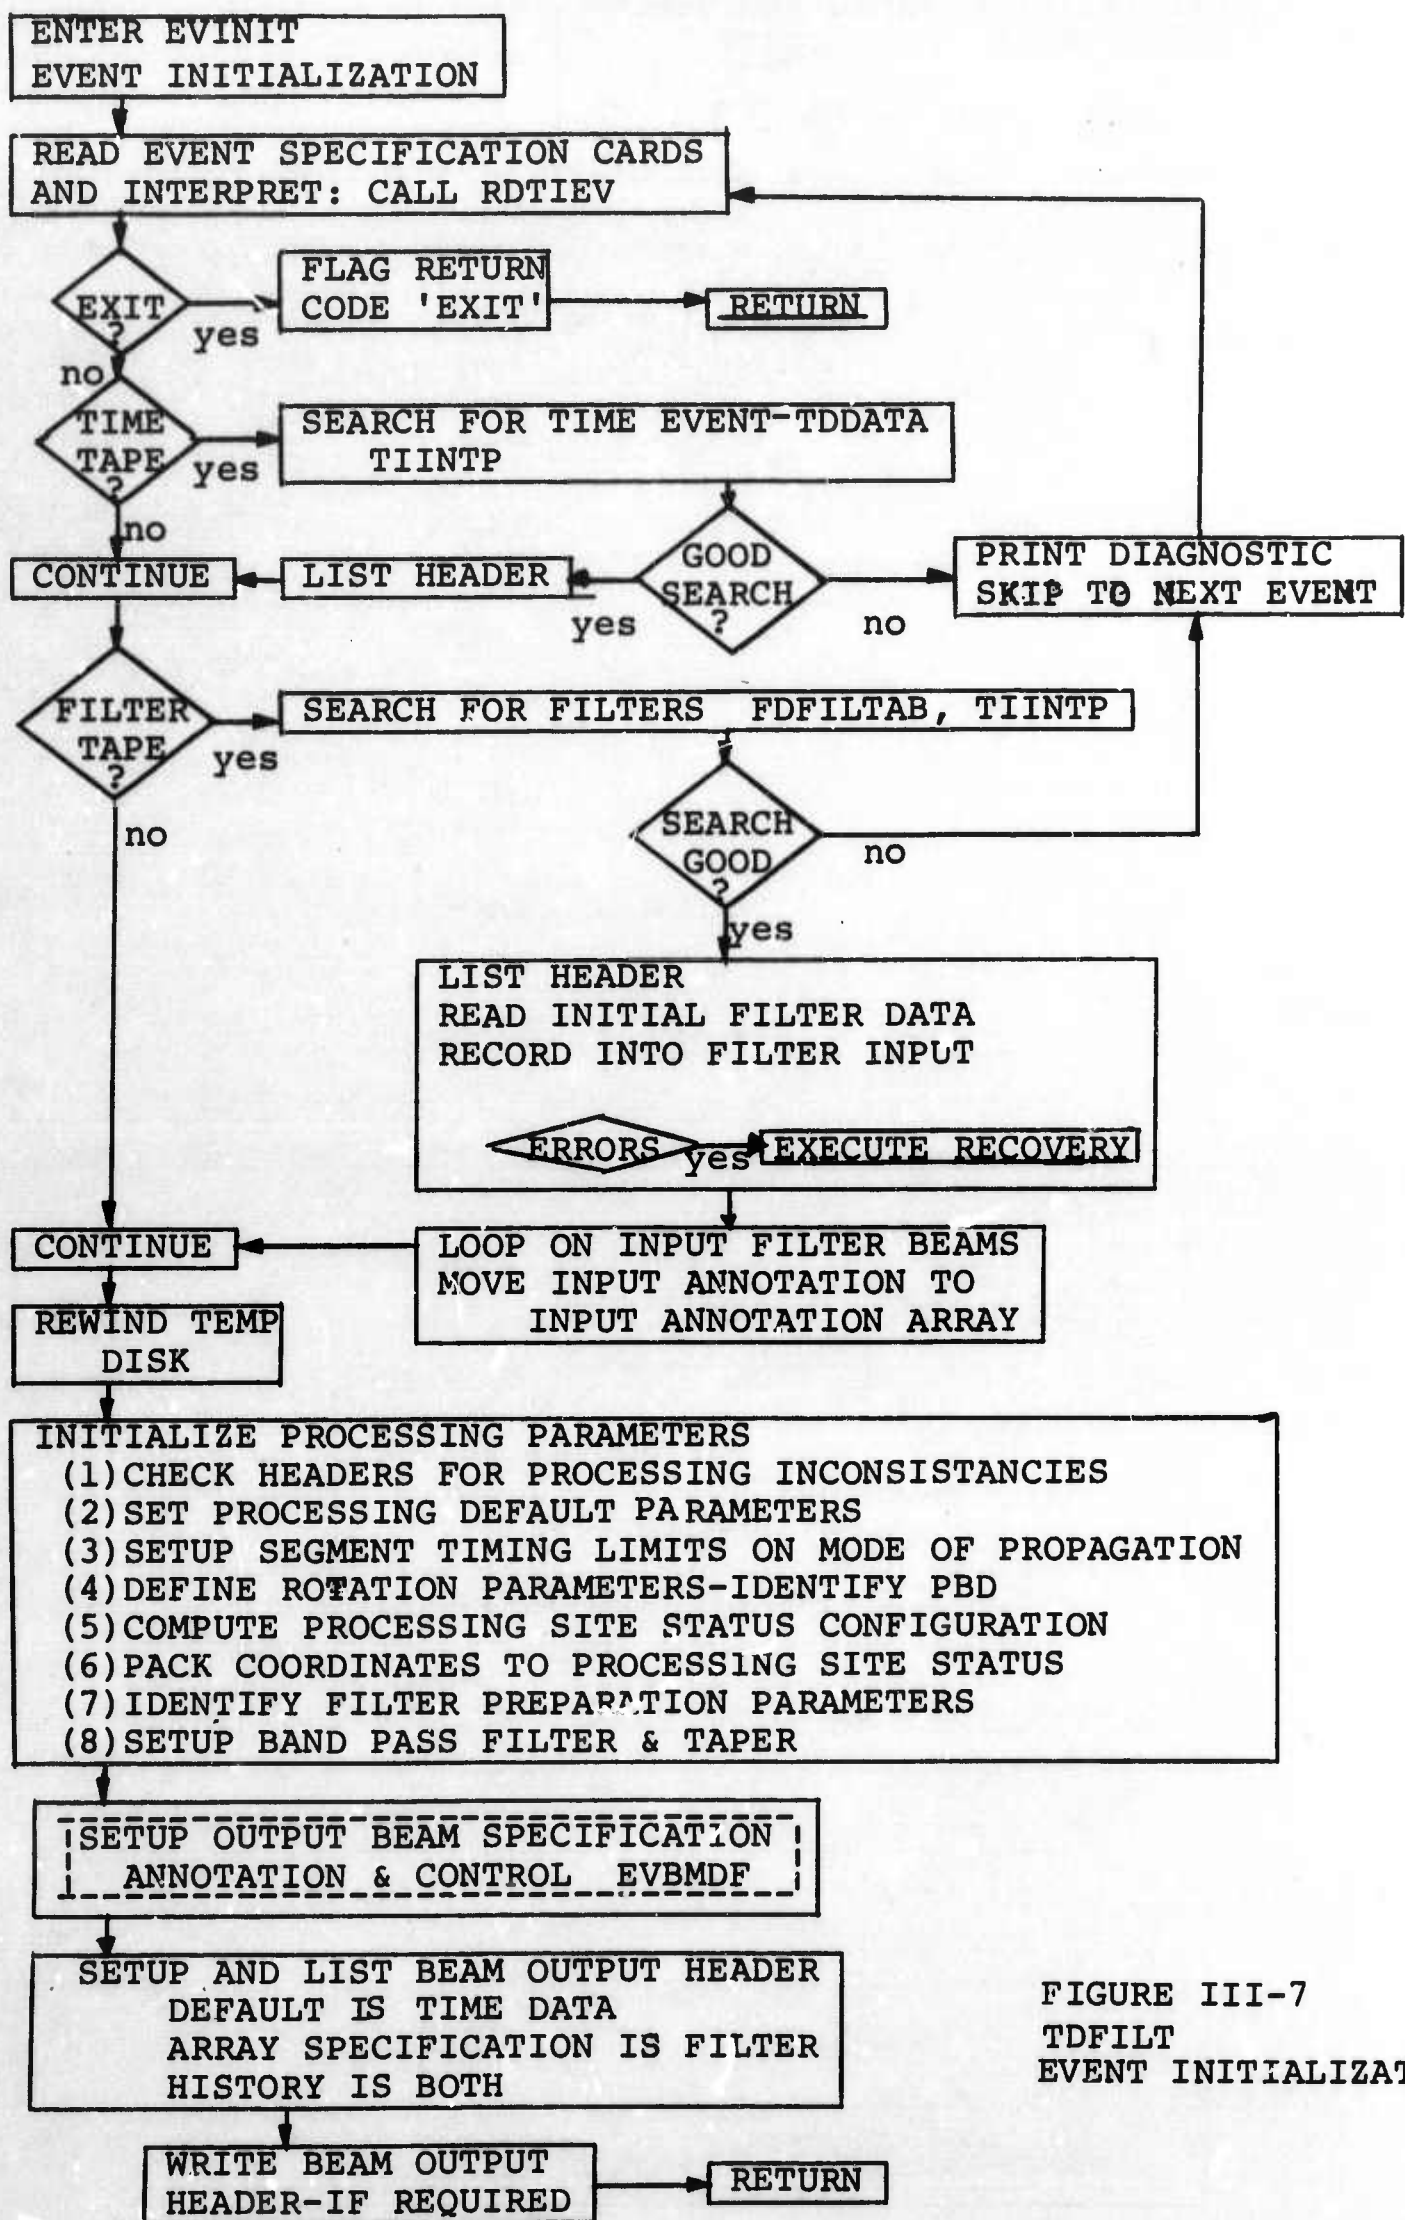 ENTER EVINIT
EVENT INITIALIZATION
READ EVENT SPECIFICATION CARDS
AND INTERPRET: CALL RDTIEV
EXIT
?
yes
FLAG RETURN
CODE 'EXIT'
RETURN
no
TIME
TAPE
?
yes
SEARCH FOR TIME EVENT-TDDATA
TIINTP
no
CONTINUE
LIST HEADER
yes
GOOD
SEARCH
?
no
PRINT DIAGNOSTIC
SKIP TO NEXT EVENT
FILTER
TAPE
?
yes
SEARCH FOR FILTERS FDFILTAB, TIINTP
no
SEARCH
GOOD
?
no
yes
LIST HEADER
READ INITIAL FILTER DATA
RECORD INTO FILTER INPUT
ERRORS
yes
EXECUTE RECOVERY
CONTINUE
LOOP ON INPUT FILTER BEAMS
MOVE INPUT ANNOTATION TO
INPUT ANNOTATION ARRAY
REWIND TEMP
DISK
INITIALIZE PROCESSING PARAMETERS
(1)CHECK HEADERS FOR PROCESSING INCONSISTANCIES
(2)SET PROCESSING DEFAULT PARAMETERS
(3)SETUP SEGMENT TIMING LIMITS ON MODE OF PROPAGATION
(4)DEFINE ROTATION PARAMETERS-IDENTIFY PBD
(5)COMPUTE PROCESSING SITE STATUS CONFIGURATION
(6)PACK COORDINATES TO PROCESSING SITE STATUS
(7)IDENTIFY FILTER PREPARATION PARAMETERS
(8)SETUP BAND PASS FILTER & TAPER
SETUP OUTPUT BEAM SPECIFICATION
ANNOTATION & CONTROL EVBMDF
SETUP AND LIST BEAM OUTPUT HEADER
DEFAULT IS TIME DATA
ARRAY SPECIFICATION IS FILTER
HISTORY IS BOTH
WRITE BEAM OUTPUT
HEADER-IF REQUIRED
RETURN
FIGURE III-7
TDFILT
EVENT INITIALIZAT